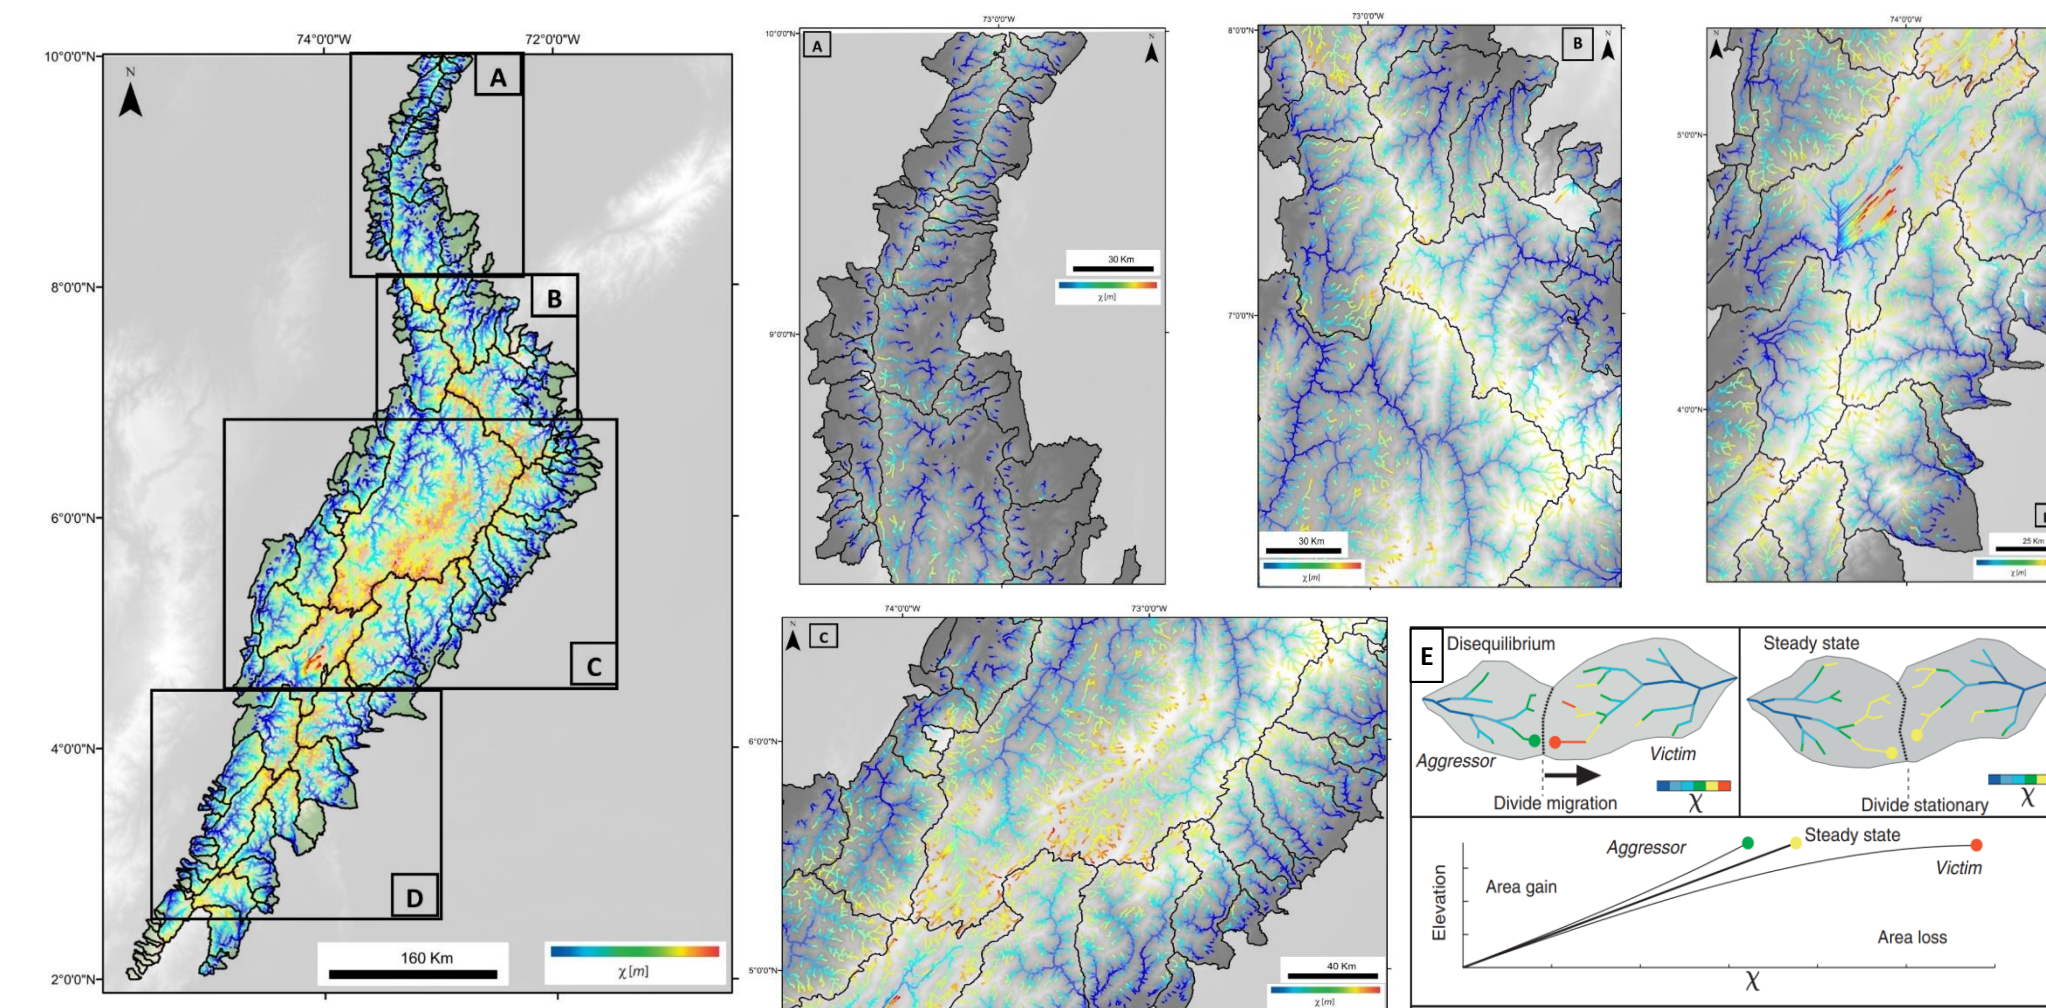 74°0'0"W
72°0'0"W
10°0'0"N
8°0'0"N
6°0'0"N
4°0'0"N
2°0'0"N
N
A
B
C
D
160 Km
χ [m]
73°0'0"W
10°0'0"N
9°0'0"N
A
N
30 Km
χ [m]
73°0'0"W
8°0'0"N
7°0'0"N
B
N
30 Km
χ [m]
74°0'0"W
5°0'0"N
4°0'0"N
N
25 Km
χ [m]
74°0'0"W
73°0'0"W
6°0'0"N
5°0'0"N
N
C
40 Km
χ [m]
E
Disequilibrium
Aggressor
Victim
Divide migration
χ
Steady state
Divide stationary
χ
Elevation
Area gain
Aggressor
Steady state
Victim
Area loss
χ